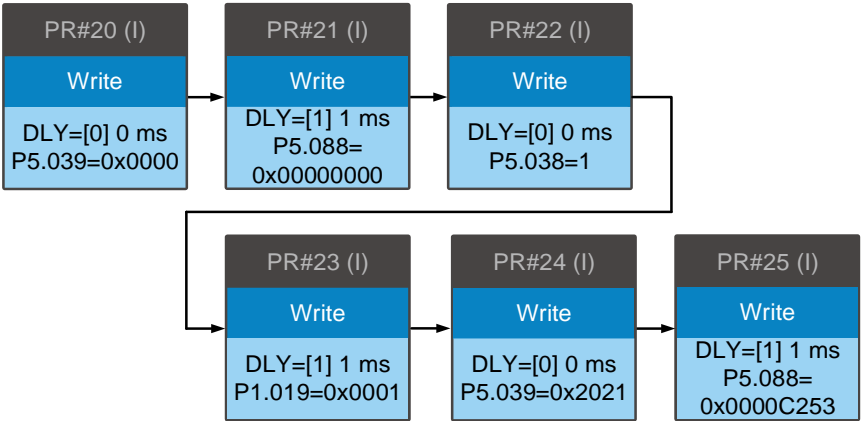 PR#20 (I)
Write
DLY=[0] 0 ms
P5.039=0x0000
PR#21 (I)
Write
DLY=[1] 1 ms
P5.088=
0x00000000
PR#22 (I)
Write
DLY=[0] 0 ms
P5.038=1
PR#23 (I)
Write
DLY=[1] 1 ms
P1.019=0x0001
PR#24 (I)
Write
DLY=[0] 0 ms
P5.039=0x2021
PR#25 (I)
Write
DLY=[1] 1 ms
P5.088=
0x0000C253